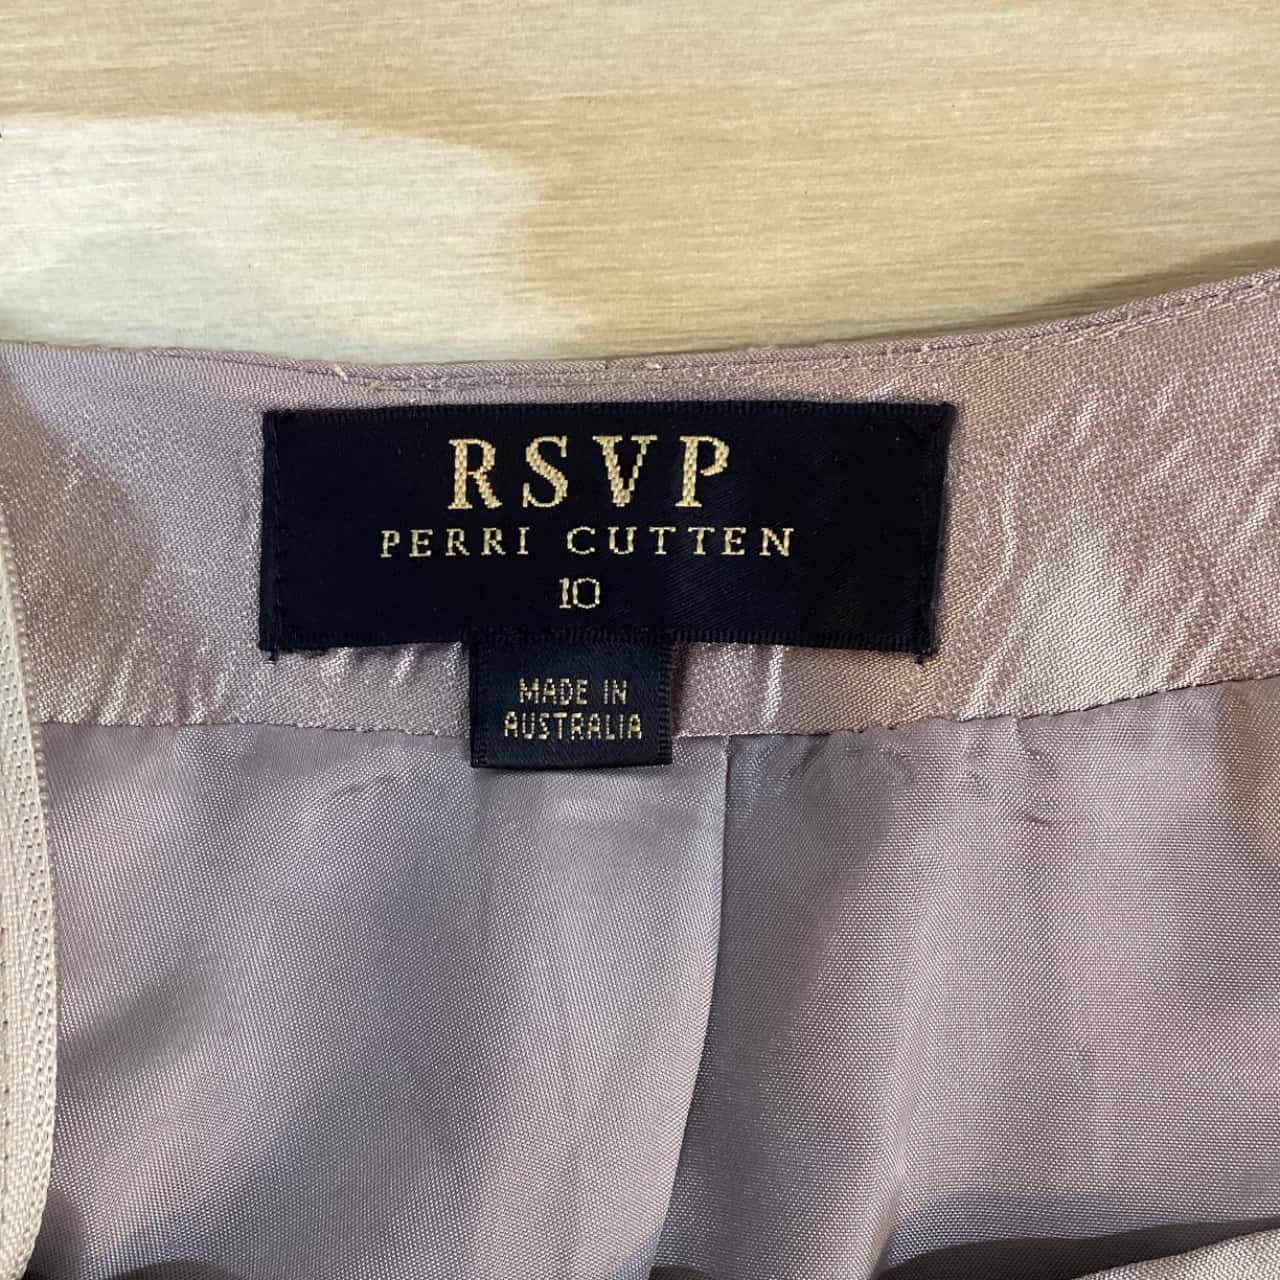 RSVP
PERRI CUTTEN
10
MADE IN
AUSTRALIA